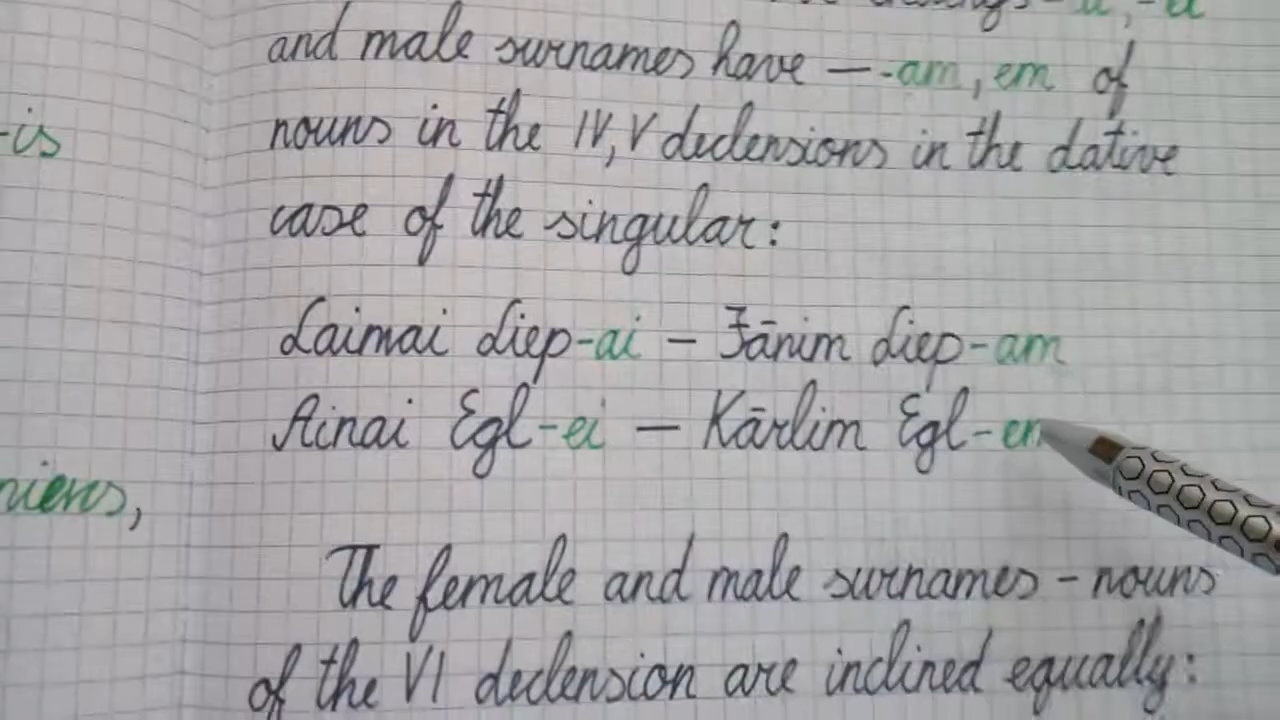 and male surnames have — -am, em of
-is
nouns in the IV, V declensions in the dative
case of the singular:
Laimai Liep-ai — Jānim Liep-am
Ainai Egl-ei — Kārlim Egl-em
The female and male surnames - nouns
of the VI declension are inclined equally: